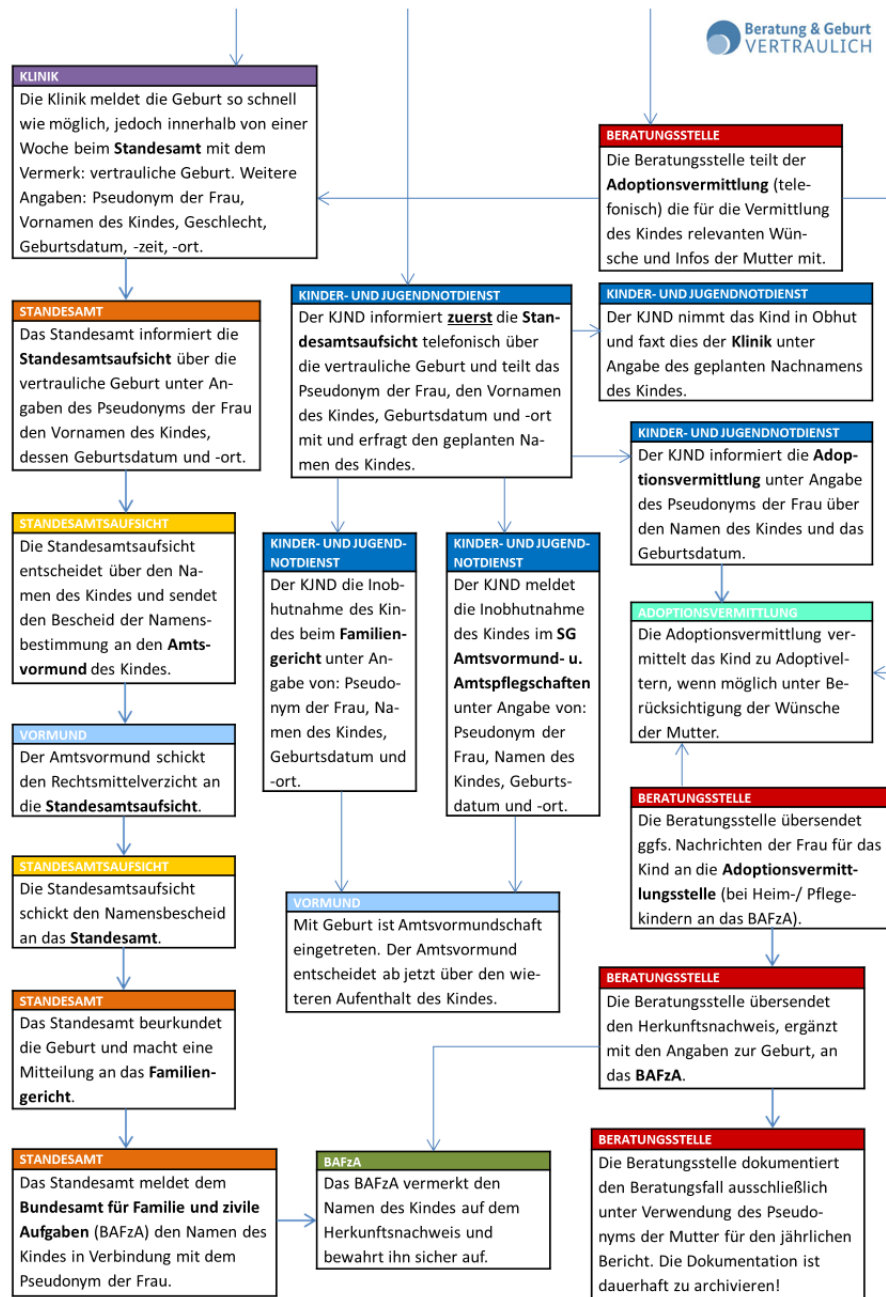 Beratung & Geburt
VERTRAULICH
KLINIK
Die Klinik meldet die Geburt so schnell
wie möglich, jedoch innerhalb von einer
Woche beim Standesamt mit dem
Vermerk: vertrauliche Geburt. Weitere
Angaben: Pseudonym der Frau,
Vornamen des Kindes, Geschlecht,
Geburtsdatum, -zeit, -ort.
BERATUNGSSTELLE
Die Beratungsstelle teilt der
Adoptionsvermittlung (tele-
fonisch) die für die Vermittlung
des Kindes relevanten Wün-
sche und Infos der Mutter mit.
STANDESAMT
Das Standesamt informiert die
Standesamtsaufsicht über die
vertrauliche Geburt unter An-
gaben des Pseudonyms der Frau
den Vornamen des Kindes,
dessen Geburtsdatum und -ort.
KINDER- UND JUGENDNOTDIENST
Der KJND informiert zuerst die Stan-
desamtsaufsicht telefonisch über
die vertrauliche Geburt und teilt das
Pseudonym der Frau, den Vornamen
des Kindes, Geburtsdatum und -ort
mit und erfragt den geplanten Na-
men des Kindes.
KINDER- UND JUGENDNOTDIENST
Der KJND nimmt das Kind in Obhut
und faxt dies der Klinik unter
Angabe des geplanten Nachnamens
des Kindes.
KINDER- UND JUGENDNOTDIENST
Der KJND informiert die Adop-
tionsvermittlung unter Angabe
des Pseudonyms der Frau über
den Namen des Kindes und das
Geburtsdatum.
STANDESAMTSAUFSICHT
Die Standesamtsaufsicht
entscheidet über den Na-
men des Kindes und sendet
den Bescheid der Namens-
bestimmung an den Amts-
vormund des Kindes.
KINDER- UND JUGEND-
NOTDIENST
Der KJND die Inob-
hutnahme des Kin-
des beim Familien-
gericht unter An-
gabe von: Pseudo-
nym der Frau, Na-
men des Kindes,
Geburtsdatum und
-ort.
KINDER- UND JUGEND-
NOTDIENST
Der KJND meldet
die Inobhutnahme
des Kindes im SG
Amtsvormund- u.
Amtspflegschaften
unter Angabe von:
Pseudonym der
Frau, Namen des
Kindes, Geburts-
datum und -ort.
ADOPTIONSVERMITTLUNG
Die Adoptionsvermittlung ver-
mittelt das Kind zu Adoptivel-
tern, wenn möglich unter Be-
rücksichtigung der Wünsche
der Mutter.
VORMUND
Der Amtsvormund schickt
den Rechtsmittelverzicht an
die Standesamtsaufsicht.
BERATUNGSSTELLE
Die Beratungsstelle übersendet
ggfs. Nachrichten der Frau für das
Kind an die Adoptionsvermitt-
lungsstelle (bei Heim-/ Pflege-
kindern an das BAFzA).
STANDESAMTSAUFSICHT
Die Standesamtsaufsicht
schickt den Namensbescheid
an das Standesamt.
VORMUND
Mit Geburt ist Amtsvormundschaft
eingetreten. Der Amtsvormund
entscheidet ab jetzt über den wie-
teren Aufenthalt des Kindes.
BERATUNGSSTELLE
Die Beratungsstelle übersendet
den Herkunftsnachweis, ergänzt
mit den Angaben zur Geburt, an
das BAFzA.
STANDESAMT
Das Standesamt beurkundet
die Geburt und macht eine
Mitteilung an das Familien-
gericht.
STANDESAMT
Das Standesamt meldet dem
Bundesamt für Familie und zivile
Aufgaben (BAFzA) den Namen des
Kindes in Verbindung mit dem
Pseudonym der Frau.
BAFzA
Das BAFzA vermerkt den
Namen des Kindes auf dem
Herkunftsnachweis und
bewahrt ihn sicher auf.
BERATUNGSSTELLE
Die Beratungsstelle dokumentiert
den Beratungsfall ausschließlich
unter Verwendung des Pseudo-
nyms der Mutter für den jährlichen
Bericht. Die Dokumentation ist
dauerhaft zu archivieren!